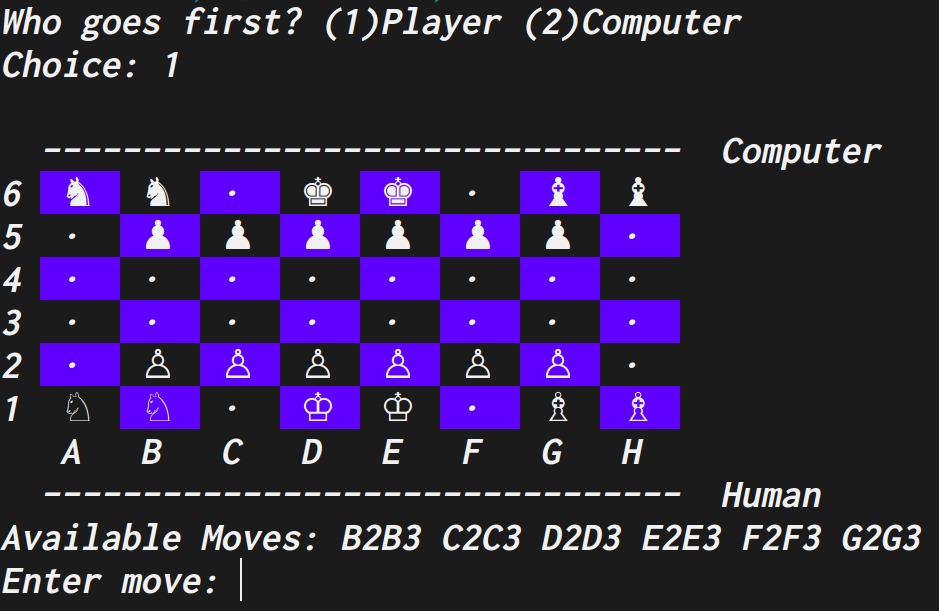 Who goes first? (1)Player (2)Computer
Choice: 1
-------------------------------- Computer
6 ♞ ♞ · ♚ ♚ · ♝ ♝
5 · ♟ ♟ ♟ ♟ ♟ ♟ ·
4 · · · · · · · ·
3 · · · · · · · ·
2 · ♙ ♙ ♙ ♙ ♙ ♙ ·
1 ♘ ♘ · ♔ ♔ · ♗ ♗
A B C D E F G H
-------------------------------- Human
Available Moves: B2B3 C2C3 D2D3 E2E3 F2F3 G2G3
Enter move: